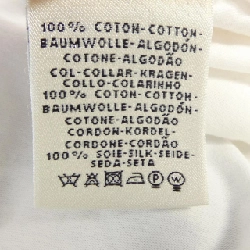 100% COTON-COTTON-
BAUMWOLLE-ALGODÓN-
COTONE-ALGODÃO
COL-COLLAR-KRAGEN-
COLLO-COLARINHO
100% COTON-COTTON-
BAUMWOLLE-ALGODÓN-
COTONE-ALGODÃO
CORDON-KORDEL-
CORDONE-CORDÃO
100% SOIE-SILK-SEIDE-
SEDA-SETA
P W